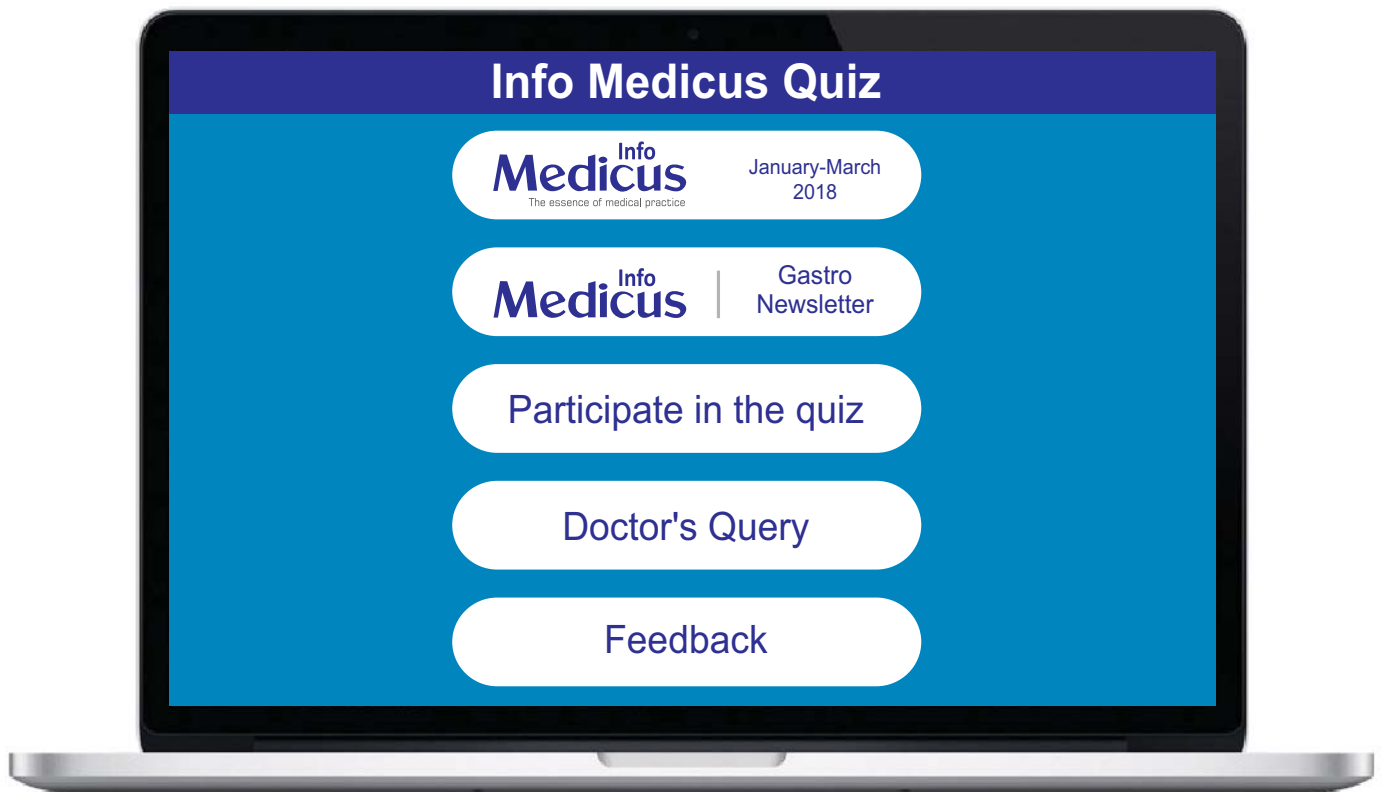 Info Medicus Quiz
Info
Medicus
The essence of medical practice
January-March
2018
Info
Medicus
Gastro
Newsletter
Participate in the quiz
Doctor's Query
Feedback